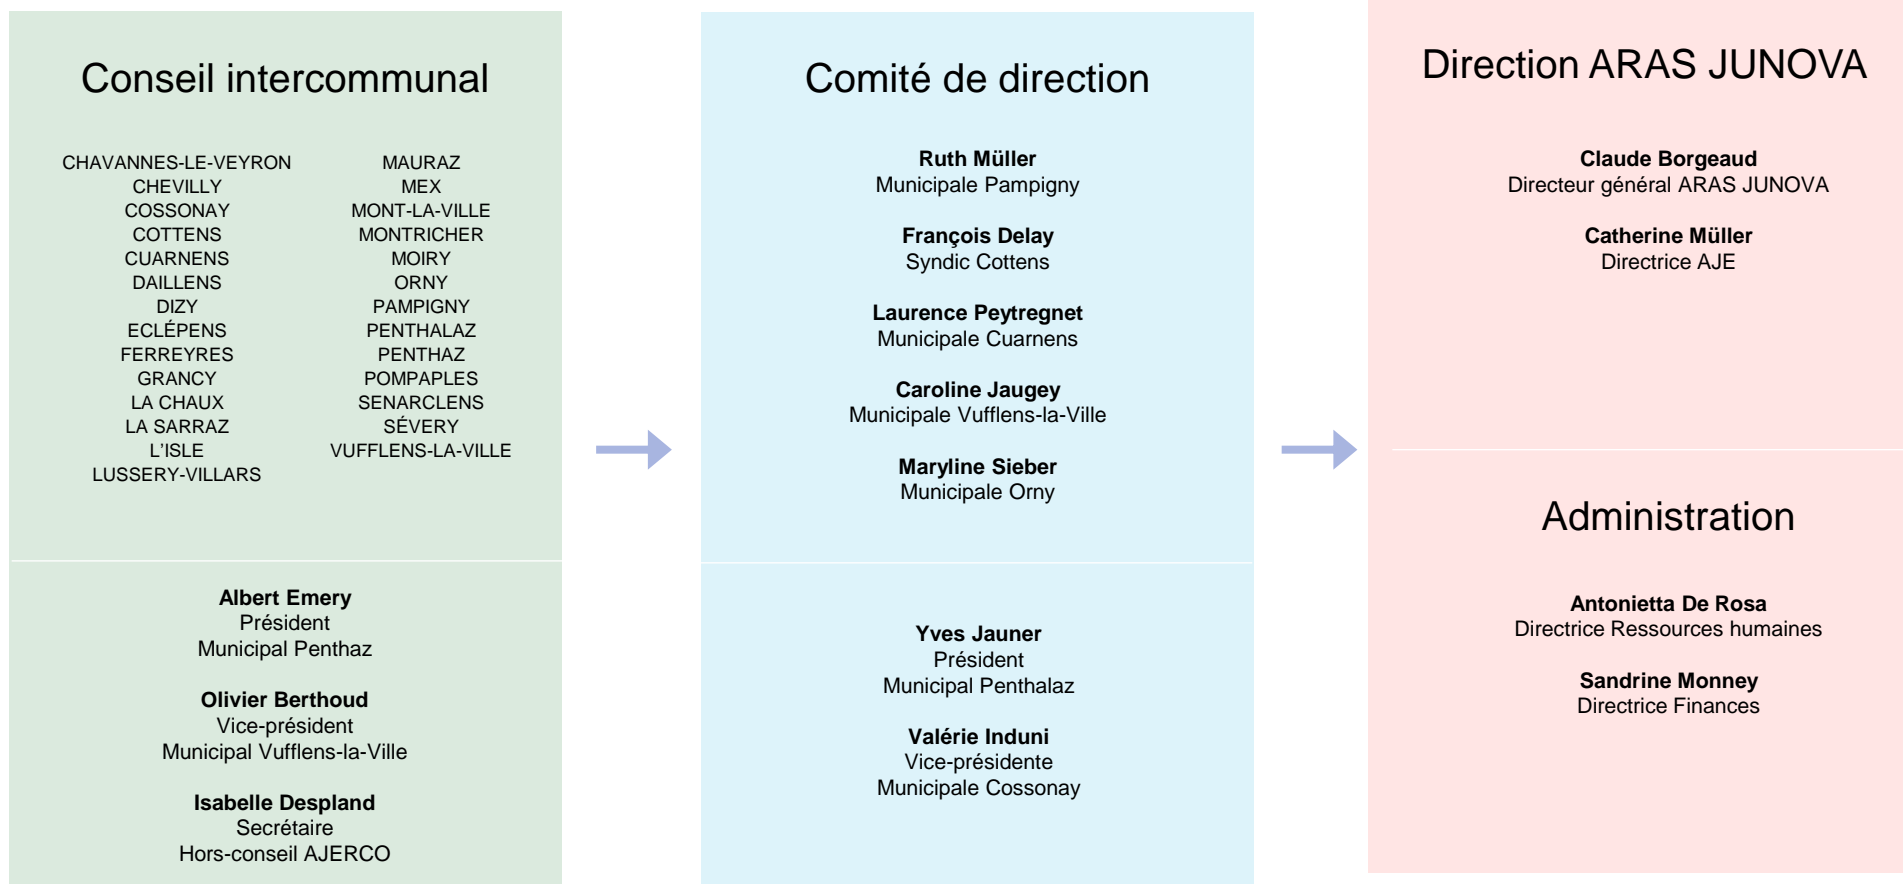 Conseil intercommunal
CHAVANNES-LE-VEYRON
CHEVILLY
COSSONAY
COTTENS
CUARNENS
DAILLENS
DIZY
ECLÉPENS
FERREYRES
GRANCY
LA CHAUX
LA SARRAZ
L'ISLE
LUSSERY-VILLARS
MAURAZ
MEX
MONT-LA-VILLE
MONTRICHER
MOIRY
ORNY
PAMPIGNY
PENTHALAZ
PENTHAZ
POMPAPLES
SENARCLENS
SÉVERY
VUFFLENS-LA-VILLE
Albert Emery
Président
Municipal Penthaz
Olivier Berthoud
Vice-président
Municipal Vufflens-la-Ville
Isabelle Despland
Secrétaire
Hors-conseil AJERCO
Comité de direction
Ruth Müller
Municipale Pampigny
François Delay
Syndic Cottens
Laurence Peytregnet
Municipale Cuarnens
Caroline Jaugey
Municipale Vufflens-la-Ville
Maryline Sieber
Municipale Orny
Yves Jauner
Président
Municipal Penthalaz
Valérie Induni
Vice-présidente
Municipale Cossonay
Direction ARAS JUNOVA
Claude Borgeaud
Directeur général ARAS JUNOVA
Catherine Müller
Directrice AJE
Administration
Antonietta De Rosa
Directrice Ressources humaines
Sandrine Monney
Directrice Finances